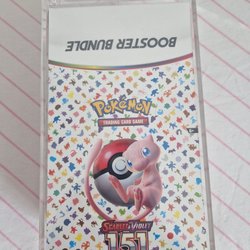 BOOSTER BUNDLE
POKéMON
TRADING CARD GAME
SCARLET & VIOLET
151